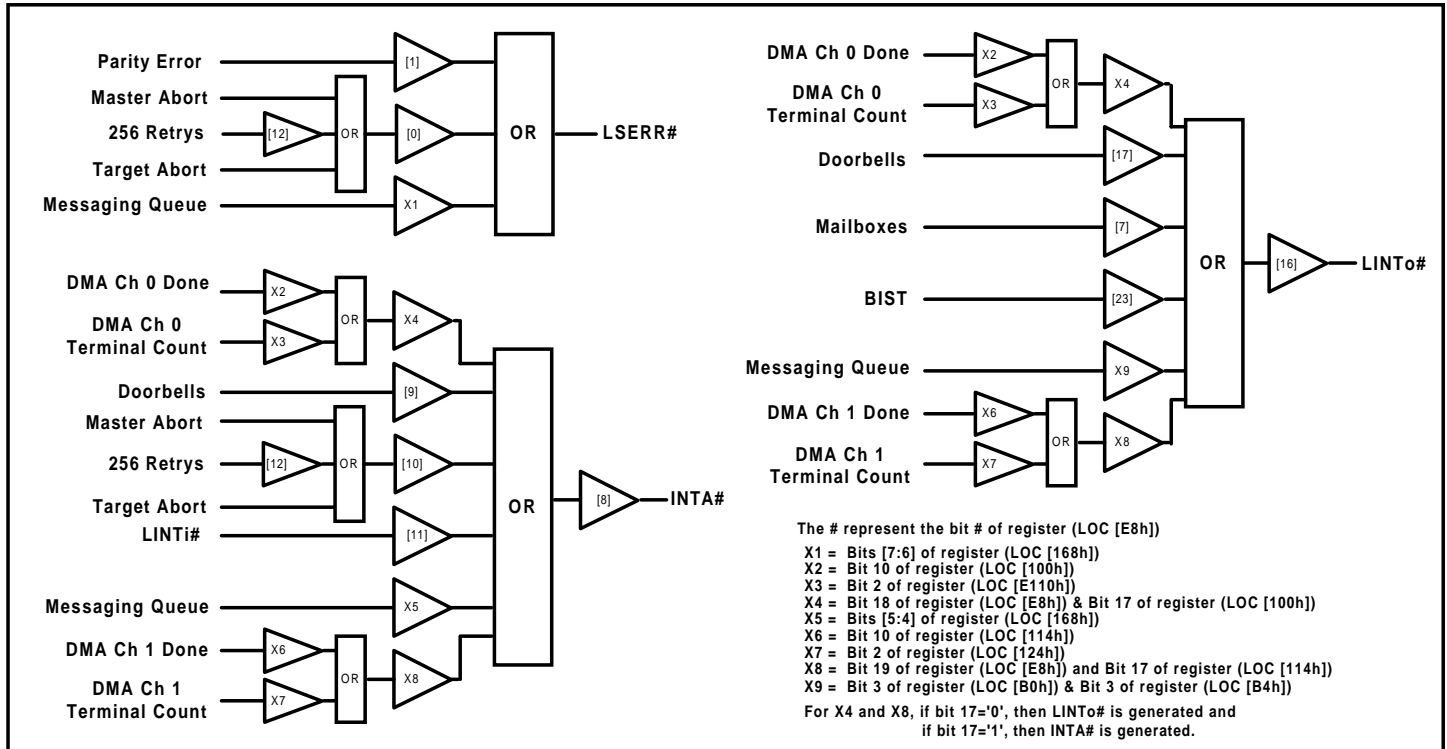 Parity Error
[1]
Master Abort
256 Retrys
[12]
OR
[0]
OR
LSERR#
Target Abort
Messaging Queue
X1
DMA Ch 0 Done
X2
DMA Ch 0
Terminal Count
X3
OR
X4
Doorbells
[9]
Master Abort
256 Retrys
[12]
OR
[10]
Target Abort
LINTi#
[11]
OR
[8]
INTA#
Messaging Queue
X5
DMA Ch 1 Done
X6
DMA Ch 1
Terminal Count
X7
OR
X8
DMA Ch 0 Done
X2
DMA Ch 0
Terminal Count
X3
OR
X4
Doorbells
[17]
Mailboxes
[7]
OR
[16]
LINTo#
BIST
[23]
Messaging Queue
X9
DMA Ch 1 Done
X6
DMA Ch 1
Terminal Count
X7
OR
X8
The # represent the bit # of register (LOC [E8h])
X1 = Bits [7:6] of register (LOC [168h])
X2 = Bit 10 of register (LOC [100h])
X3 = Bit 2 of register (LOC [E110h])
X4 = Bit 18 of register (LOC [E8h]) & Bit 17 of register (LOC [100h])
X5 = Bits [5:4] of register (LOC [168h])
X6 = Bit 10 of register (LOC [114h])
X7 = Bit 2 of register (LOC [124h])
X8 = Bit 19 of register (LOC [E8h]) and Bit 17 of register (LOC [114h])
X9 = Bit 3 of register (LOC [B0h]) & Bit 3 of register (LOC [B4h])
For X4 and X8, if bit 17='0', then LINTo# is generated and
if bit 17='1', then INTA# is generated.